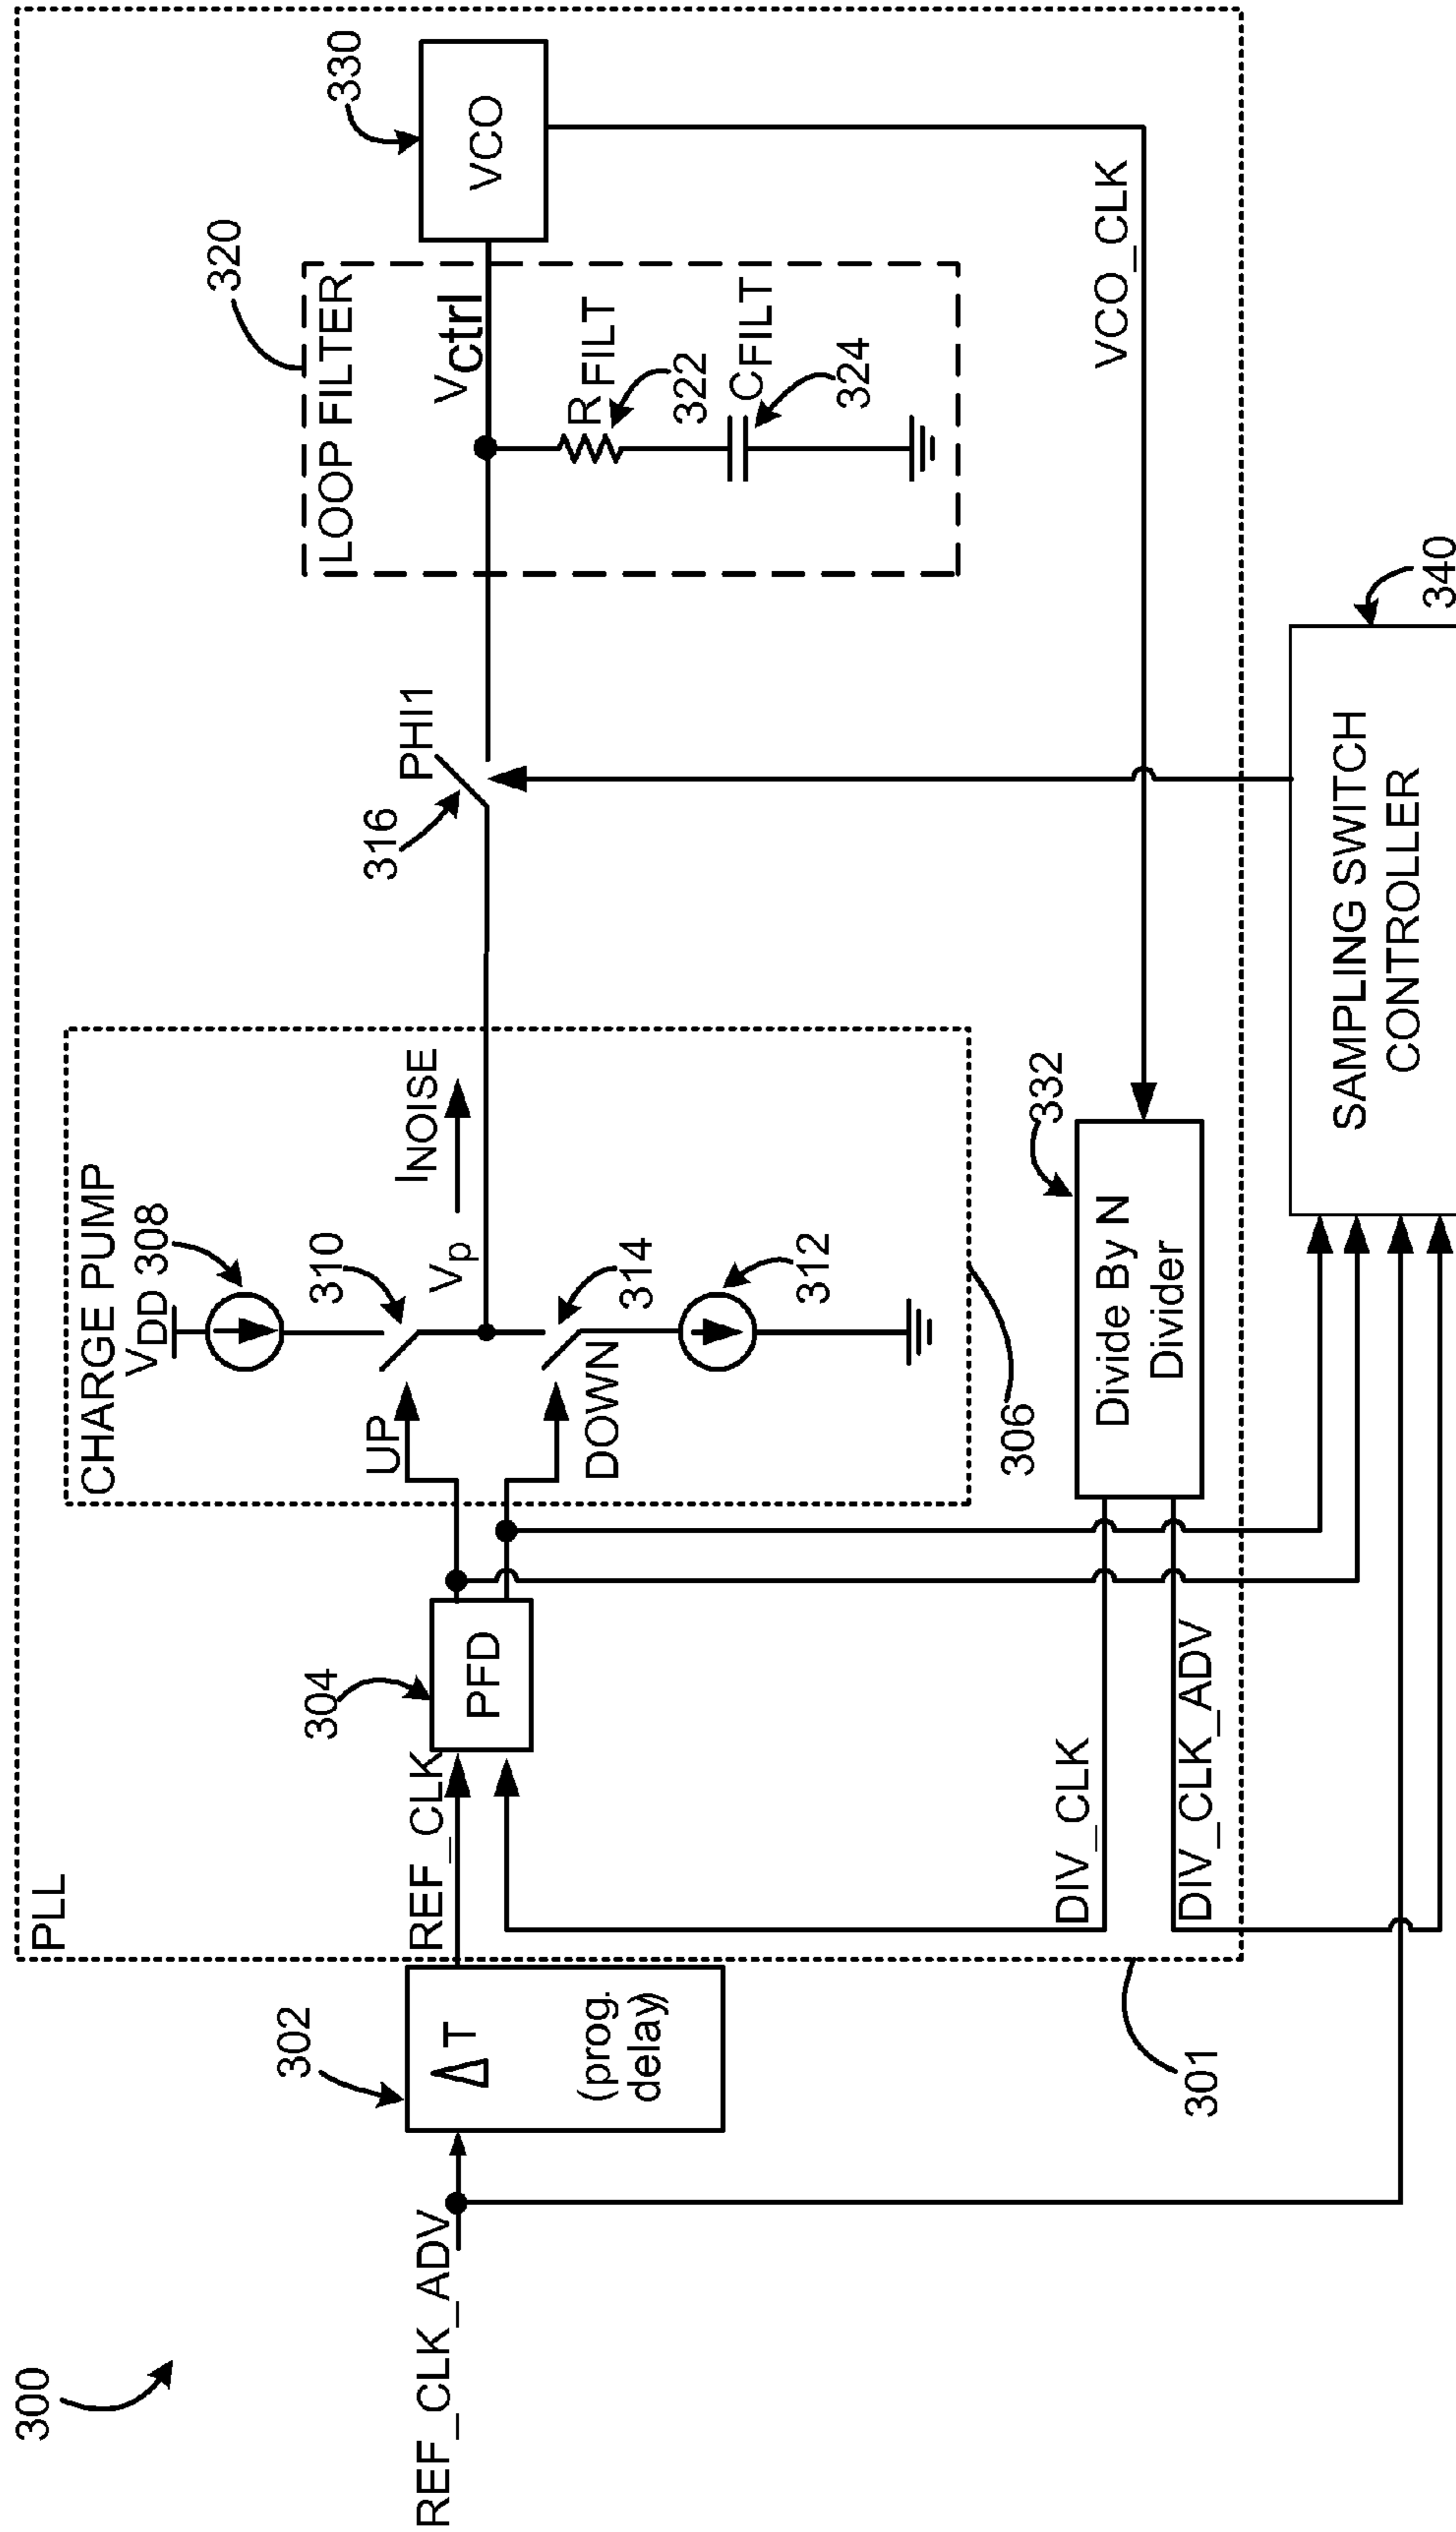 300
PLL
CHARGE PUMP
VDD
308
310
UP
Vp
INOISE
314
DOWN
312
306
316
PHI1
320
LOOP FILTER
Vctrl
RFILT
322
CFILT
324
330
VCO
REF_CLK_ADV
302
ΔT
(prog.
delay)
REF_CLK
304
PFD
DIV_CLK
DIV_CLK_ADV
301
332
Divide By N
Divider
VCO_CLK
340
SAMPLING SWITCH
CONTROLLER